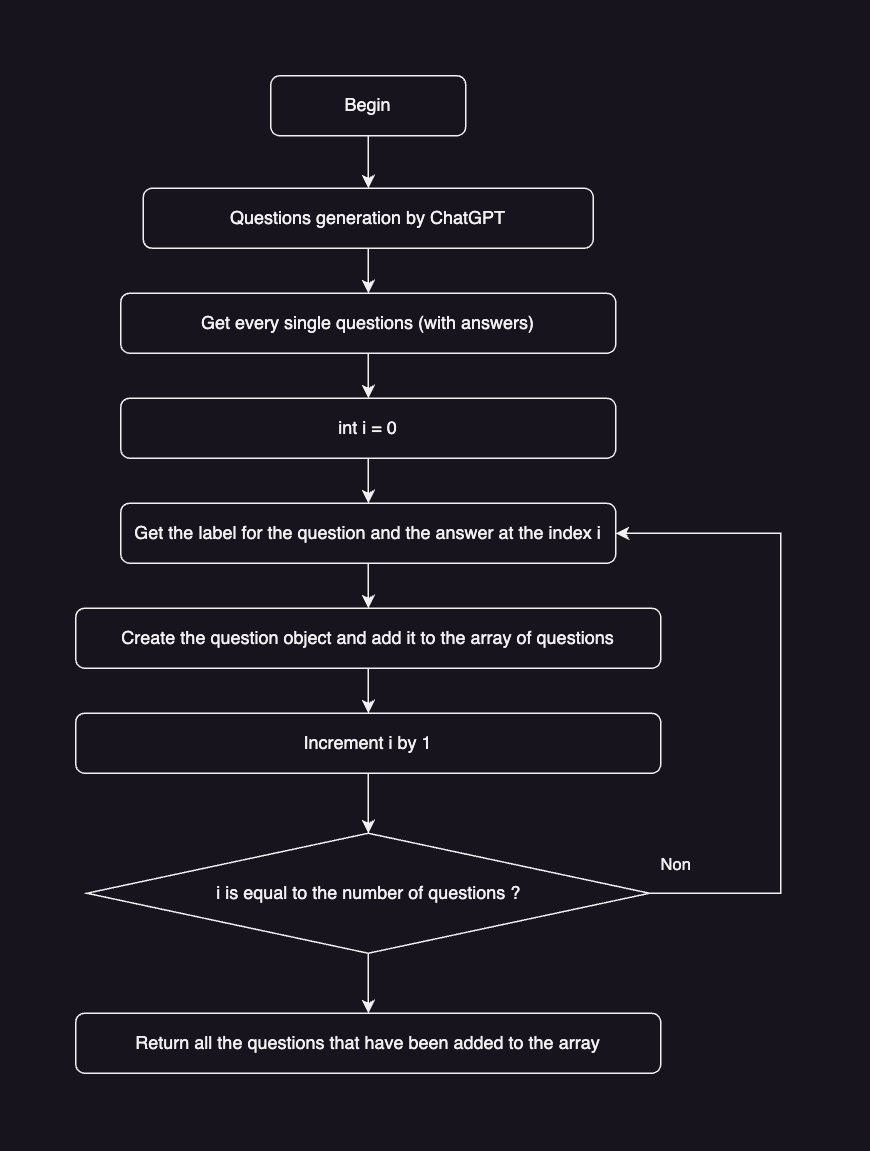 Begin
Questions generation by ChatGPT
Get every single questions (with answers)
int i = 0
Get the label for the question and the answer at the index i
Create the question object and add it to the array of questions
Increment i by 1
Non
i is equal to the number of questions ?
Return all the questions that have been added to the array